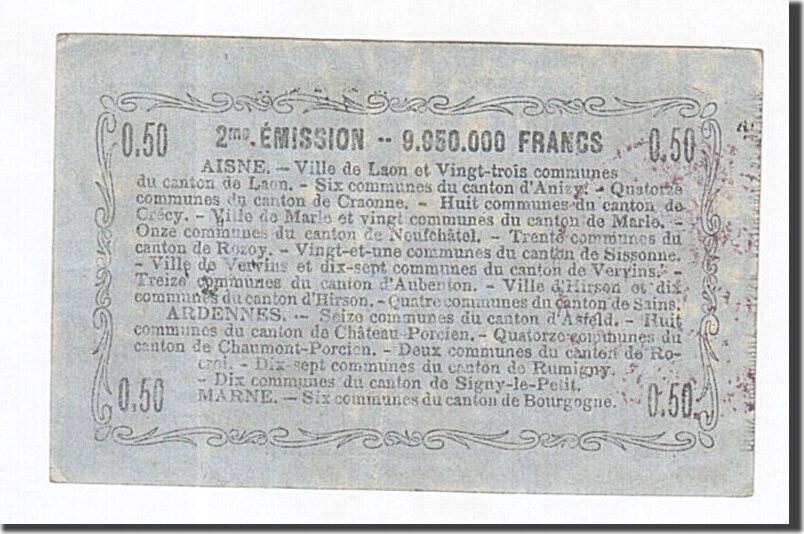 0.50 2me. ÉMISSION -- 9.950.000 FRANCS 0.50
AISNE. — Ville de Laon et Vingt-trois communes
du canton de Laon. - Six communes du canton d'Anizy. - Quatorze
communes du canton de Craonne. - Huit communes du canton de
Crécy. - Ville de Marle et vingt communes du canton de Marle. -
Onze communes du canton de Neufchâtel. - Trente communes du
canton de Rozoy. - Vingt-et-une communes du canton de Sissonne.
- Ville de Vervins et dix-sept communes du canton de Vervins. -
Treize communes du canton d'Aubenton. - Ville d'Hirson et dix
communes du canton d'Hirson. - Quatre communes du canton de Sains.
ARDENNES. — Seize communes du canton d'Asfeld. - Huit
communes du canton de Château-Porcien. - Quatorze communes du
canton de Chaumont-Porcien. - Deux communes du canton de Ro-
croi. - Dix-sept communes du canton de Rumigny.
- Dix communes du canton de Signy-le-Petit.
0.50 MARNE. — Six communes du canton de Bourgogne. 0.50